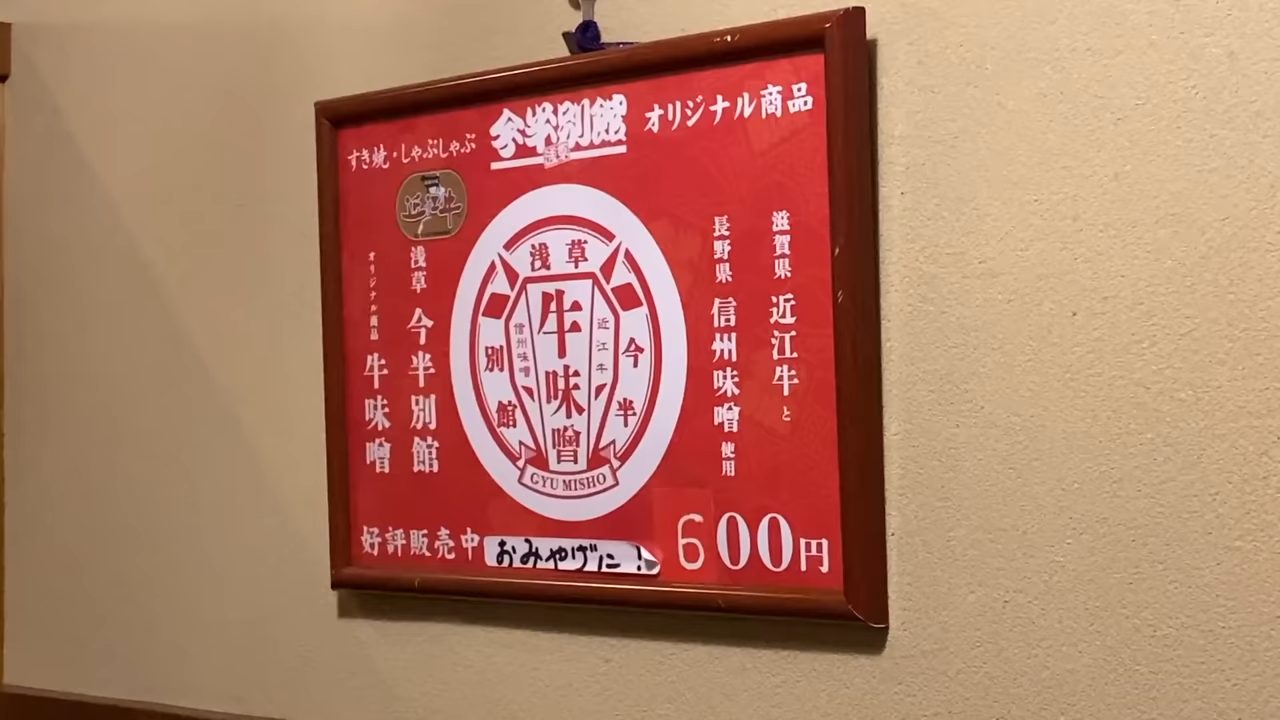 すき焼・しゃぶしゃぶ 今半別館 オリジナル商品
近江牛
滋賀県 近江牛と
長野県 信州味噌使用
浅草
今半
別館
近江牛
牛味噌
信州味噌
GYU MISHO
浅草 今半別館
オリジナル商品 牛味噌
好評販売中 おみやげに! 600円